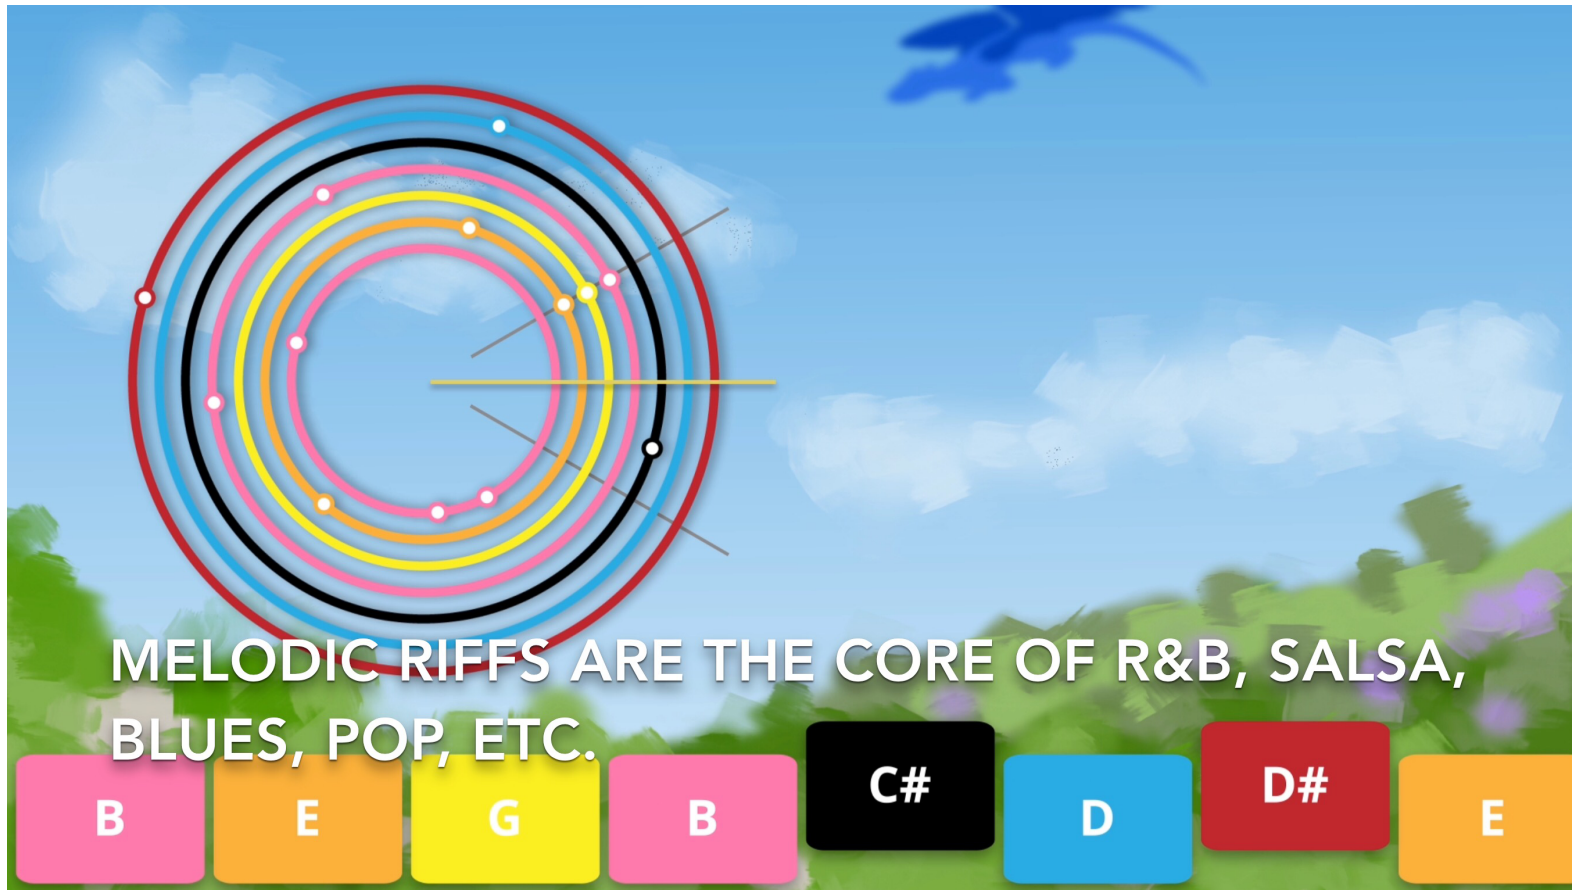 MELODIC RIFFS ARE THE CORE OF R&B, SALSA,
BLUES, POP, ETC.
B E G B C# D D# E